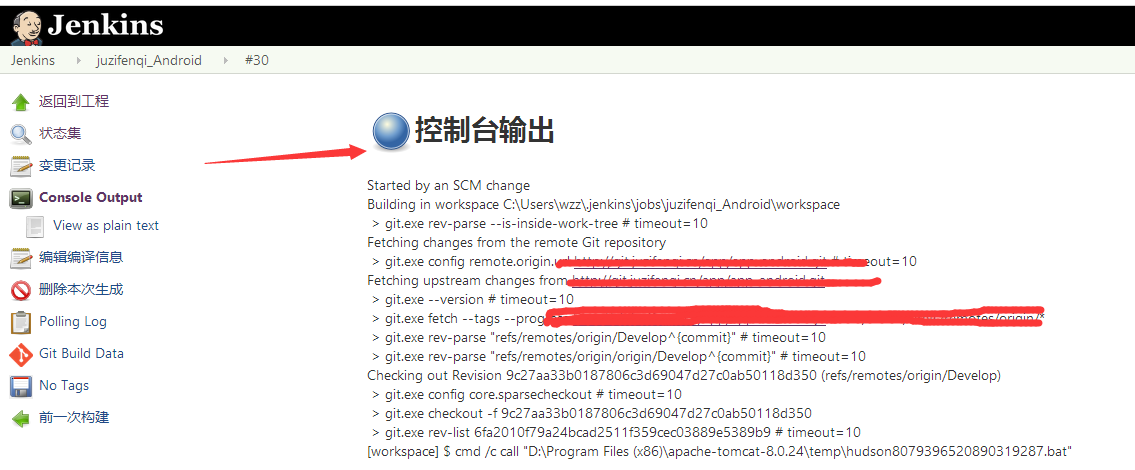 Jenkins
Jenkins juzifenqi_Android #30
返回到工程
状态集
变更记录
Console Output
View as plain text
编辑编译信息
删除本次生成
Polling Log
Git Build Data
No Tags
前一次构建
控制台输出
Started by an SCM change
Building in workspace C:\Users\wzz\.jenkins\jobs\juzifenqi_Android\workspace
> git.exe rev-parse --is-inside-work-tree # timeout=10
Fetching changes from the remote Git repository
> git.exe config remote.origin. # timeout=10
Fetching upstream changes from
> git.exe --version # timeout=10
> git.exe fetch --tags
> git.exe rev-parse "refs/remotes/origin/Develop^{commit}" # timeout=10
> git.exe rev-parse "refs/remotes/origin/origin/Develop^{commit}" # timeout=10
Checking out Revision 9c27aa33b0187806c3d69047d27c0ab50118d350 (refs/remotes/origin/Develop)
> git.exe config core.sparsecheckout # timeout=10
> git.exe checkout -f 9c27aa33b0187806c3d69047d27c0ab50118d350
> git.exe rev-list 6fa2010f79a24bcad2511f359cec03889e5389b9 # timeout=10
[workspace] $ cmd /c call "D:\Program Files (x86)\apache-tomcat-8.0.24\temp\hudson8079396520890319287.bat"